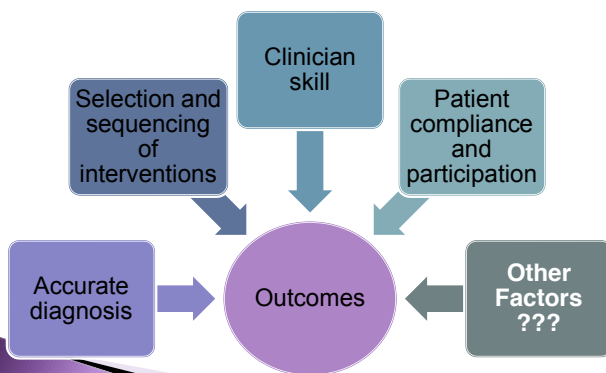 Clinician
skill
Selection and
sequencing
of
interventions
Patient
compliance
and
participation
Accurate
diagnosis
Outcomes
Other
Factors
???